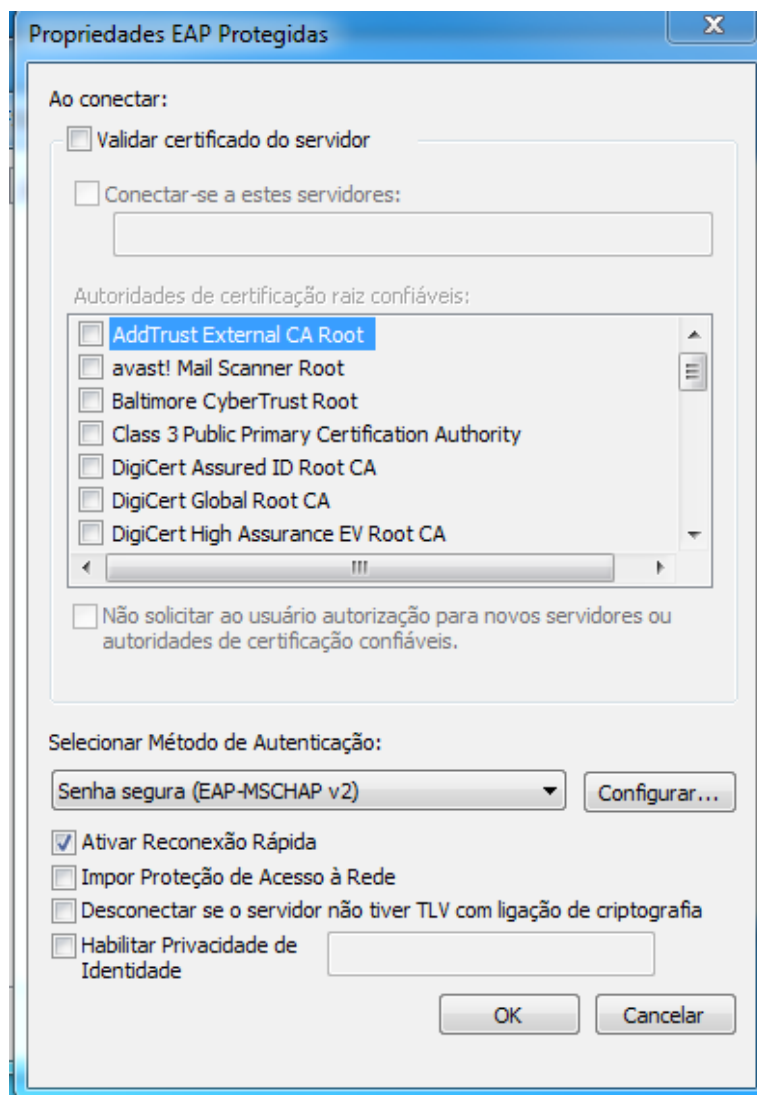 Propriedades EAP Protegidas
Ao conectar:
Validar certificado do servidor
Conectar-se a estes servidores:
Autoridades de certificação raiz confiáveis:
AddTrust External CA Root
avast! Mail Scanner Root
Baltimore CyberTrust Root
Class 3 Public Primary Certification Authority
DigiCert Assured ID Root CA
DigiCert Global Root CA
DigiCert High Assurance EV Root CA
Não solicitar ao usuário autorização para novos servidores ou
autoridades de certificação confiáveis.
Selecionar Método de Autenticação:
Senha segura (EAP-MSCHAP v2)
Configurar...
Ativar Reconexão Rápida
Impor Proteção de Acesso à Rede
Desconectar se o servidor não tiver TLV com ligação de criptografia
Habilitar Privacidade de
Identidade
OK
Cancelar